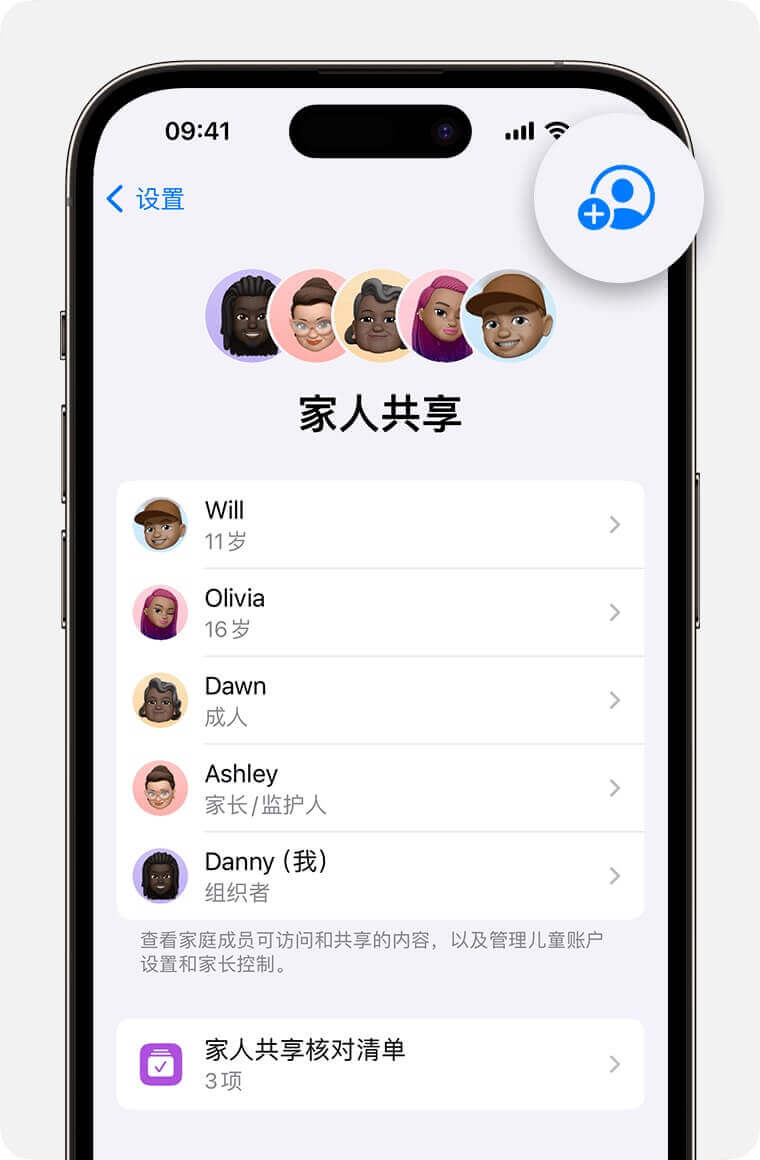 09:41
设置
家人共享
Will
11岁
Olivia
16岁
Dawn
成人
Ashley
家长/监护人
Danny（我）
组织者
查看家庭成员可访问和共享的内容，以及管理儿童账户
设置和家长控制。
家人共享核对清单
3项